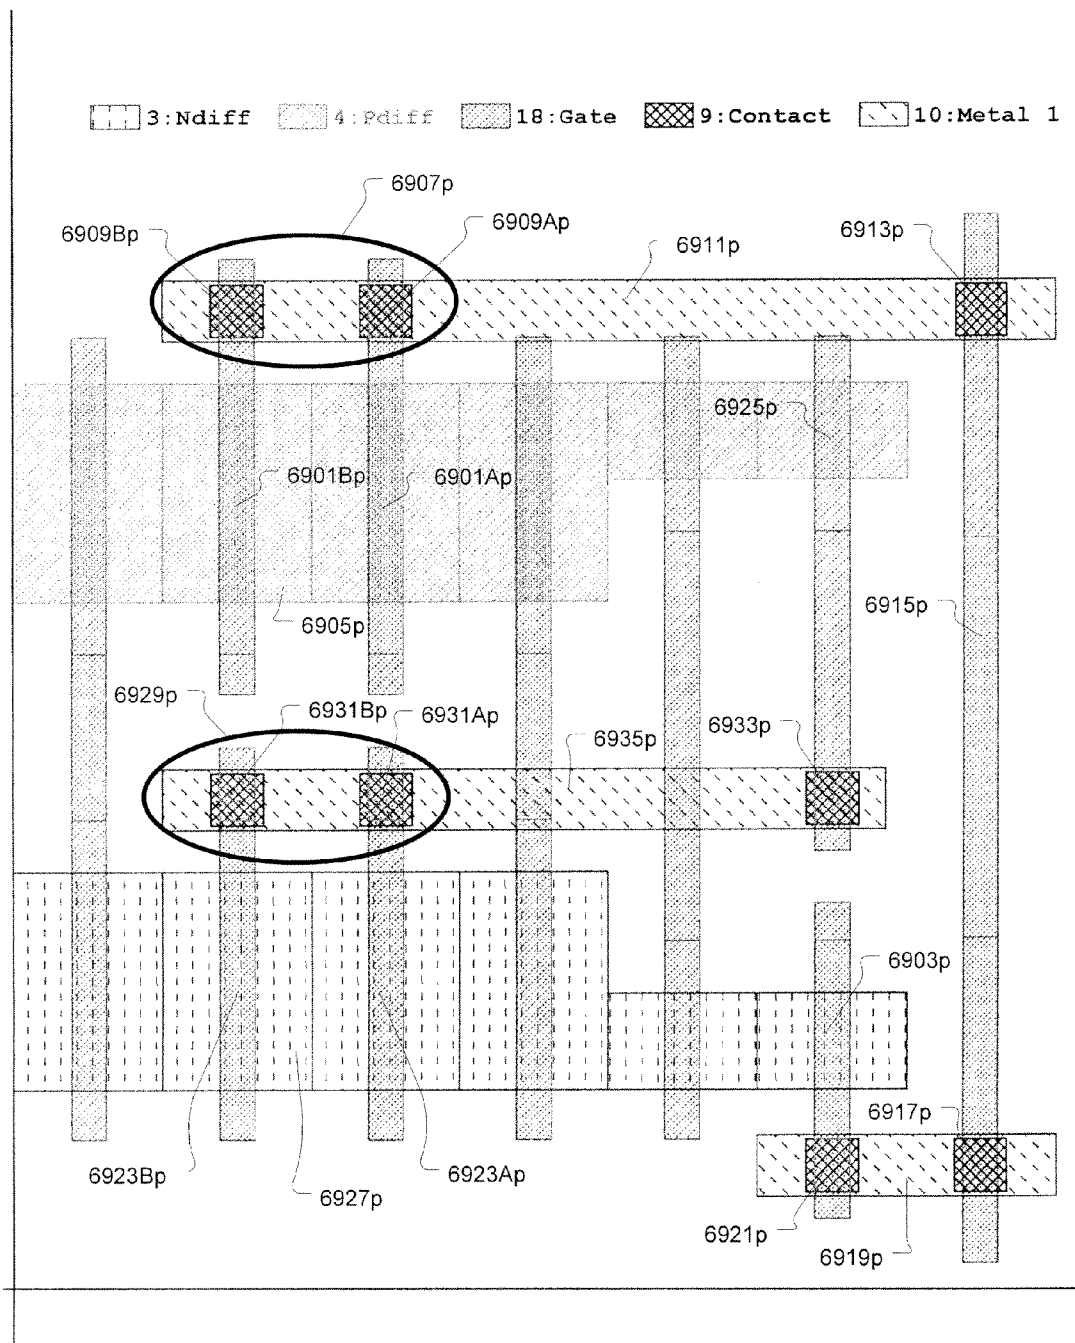 3:Ndiff 4:Pdiff 18:Gate 9:Contact 10:Metal 1
6907p
6909Bp 6909Ap 6911p 6913p
6925p
6901Bp 6901Ap
6905p 6915p
6929p 6931Bp 6931Ap 6935p 6933p
6903p
6917p
6923Bp 6927p 6923Ap
6921p 6919p